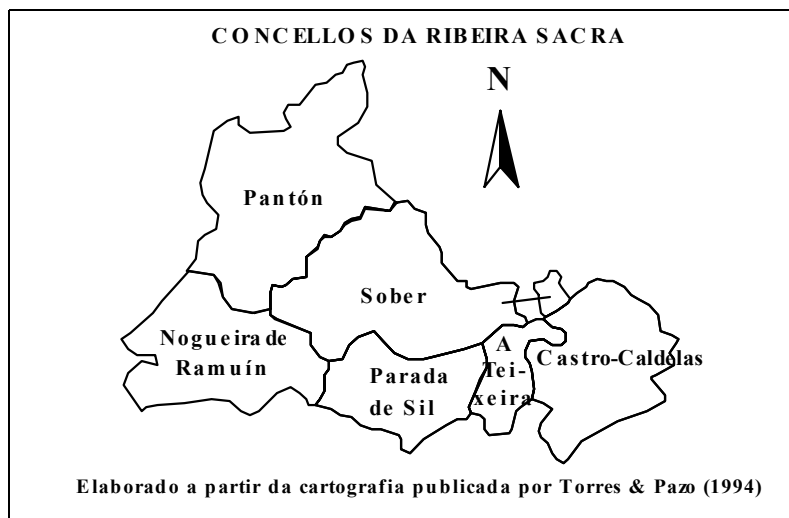 CONCELLOS DA RIBEIRA SACRA
N
Pantón
Sober
Nogueira de
Ramuín
Parada
de Sil
A
Tei-
xeira
Castro-Caldelas
Elaborado a partir da cartografia publicada por Torres & Pazo (1994)